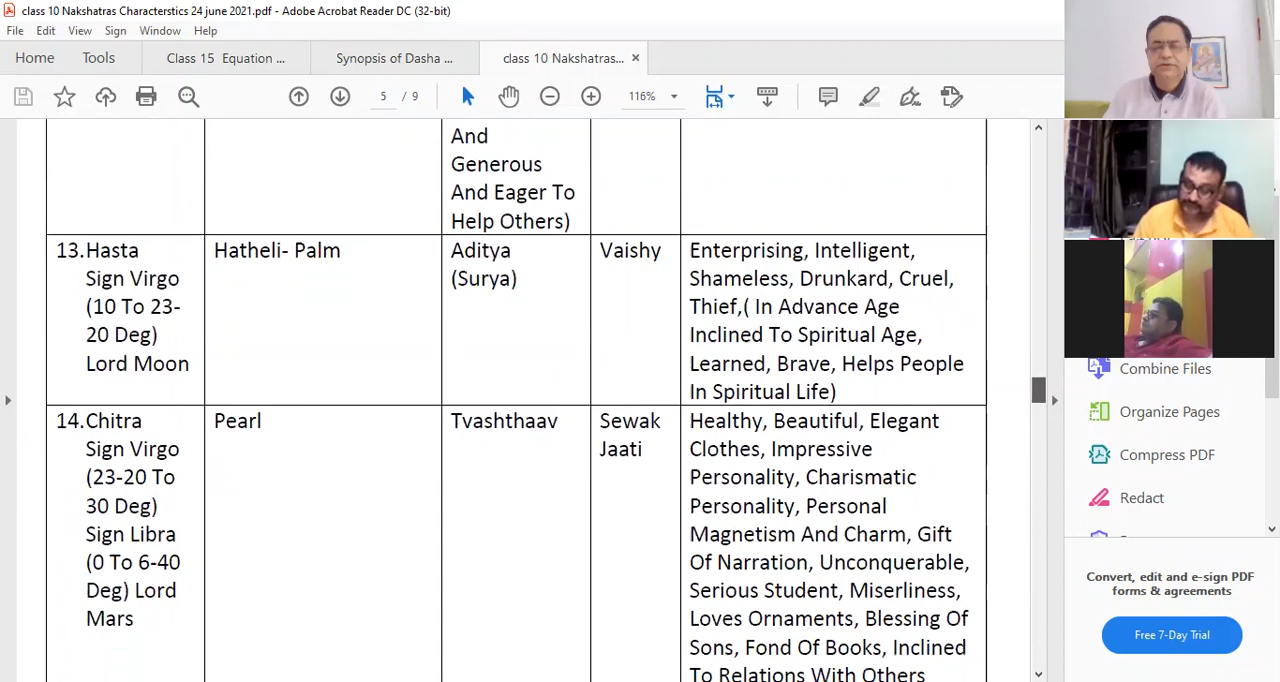 class 10 Nakshatras Characterstics 24 june 2021.pdf - Adobe Acrobat Reader DC (32-bit)
File Edit View Sign Window Help
Home Tools Class 15 Equation ... Synopsis of Dasha ... class 10 Nakshatras... ×
5 / 9 116%
And
Generous
And Eager To
Help Others)
13. Hasta
Sign Virgo
(10 To 23-
20 Deg)
Lord Moon
Hatheli- Palm
Aditya
(Surya)
Vaishy
Enterprising, Intelligent,
Shameless, Drunkard, Cruel,
Thief,( In Advance Age
Inclined To Spiritual Age,
Learned, Brave, Helps People
In Spiritual Life)
14. Chitra
Sign Virgo
(23-20 To
30 Deg)
Sign Libra
(0 To 6-40
Deg) Lord
Mars
Pearl
Tvashthaav
Sewak
Jaati
Healthy, Beautiful, Elegant
Clothes, Impressive
Personality, Charismatic
Personality, Personal
Magnetism And Charm, Gift
Of Narration, Unconquerable,
Serious Student, Miserliness,
Loves Ornaments, Blessing Of
Sons, Fond Of Books, Inclined
To Relations With Others
Combine Files
Organize Pages
Compress PDF
Redact
Convert, edit and e-sign PDF
forms & agreements
Free 7-Day Trial